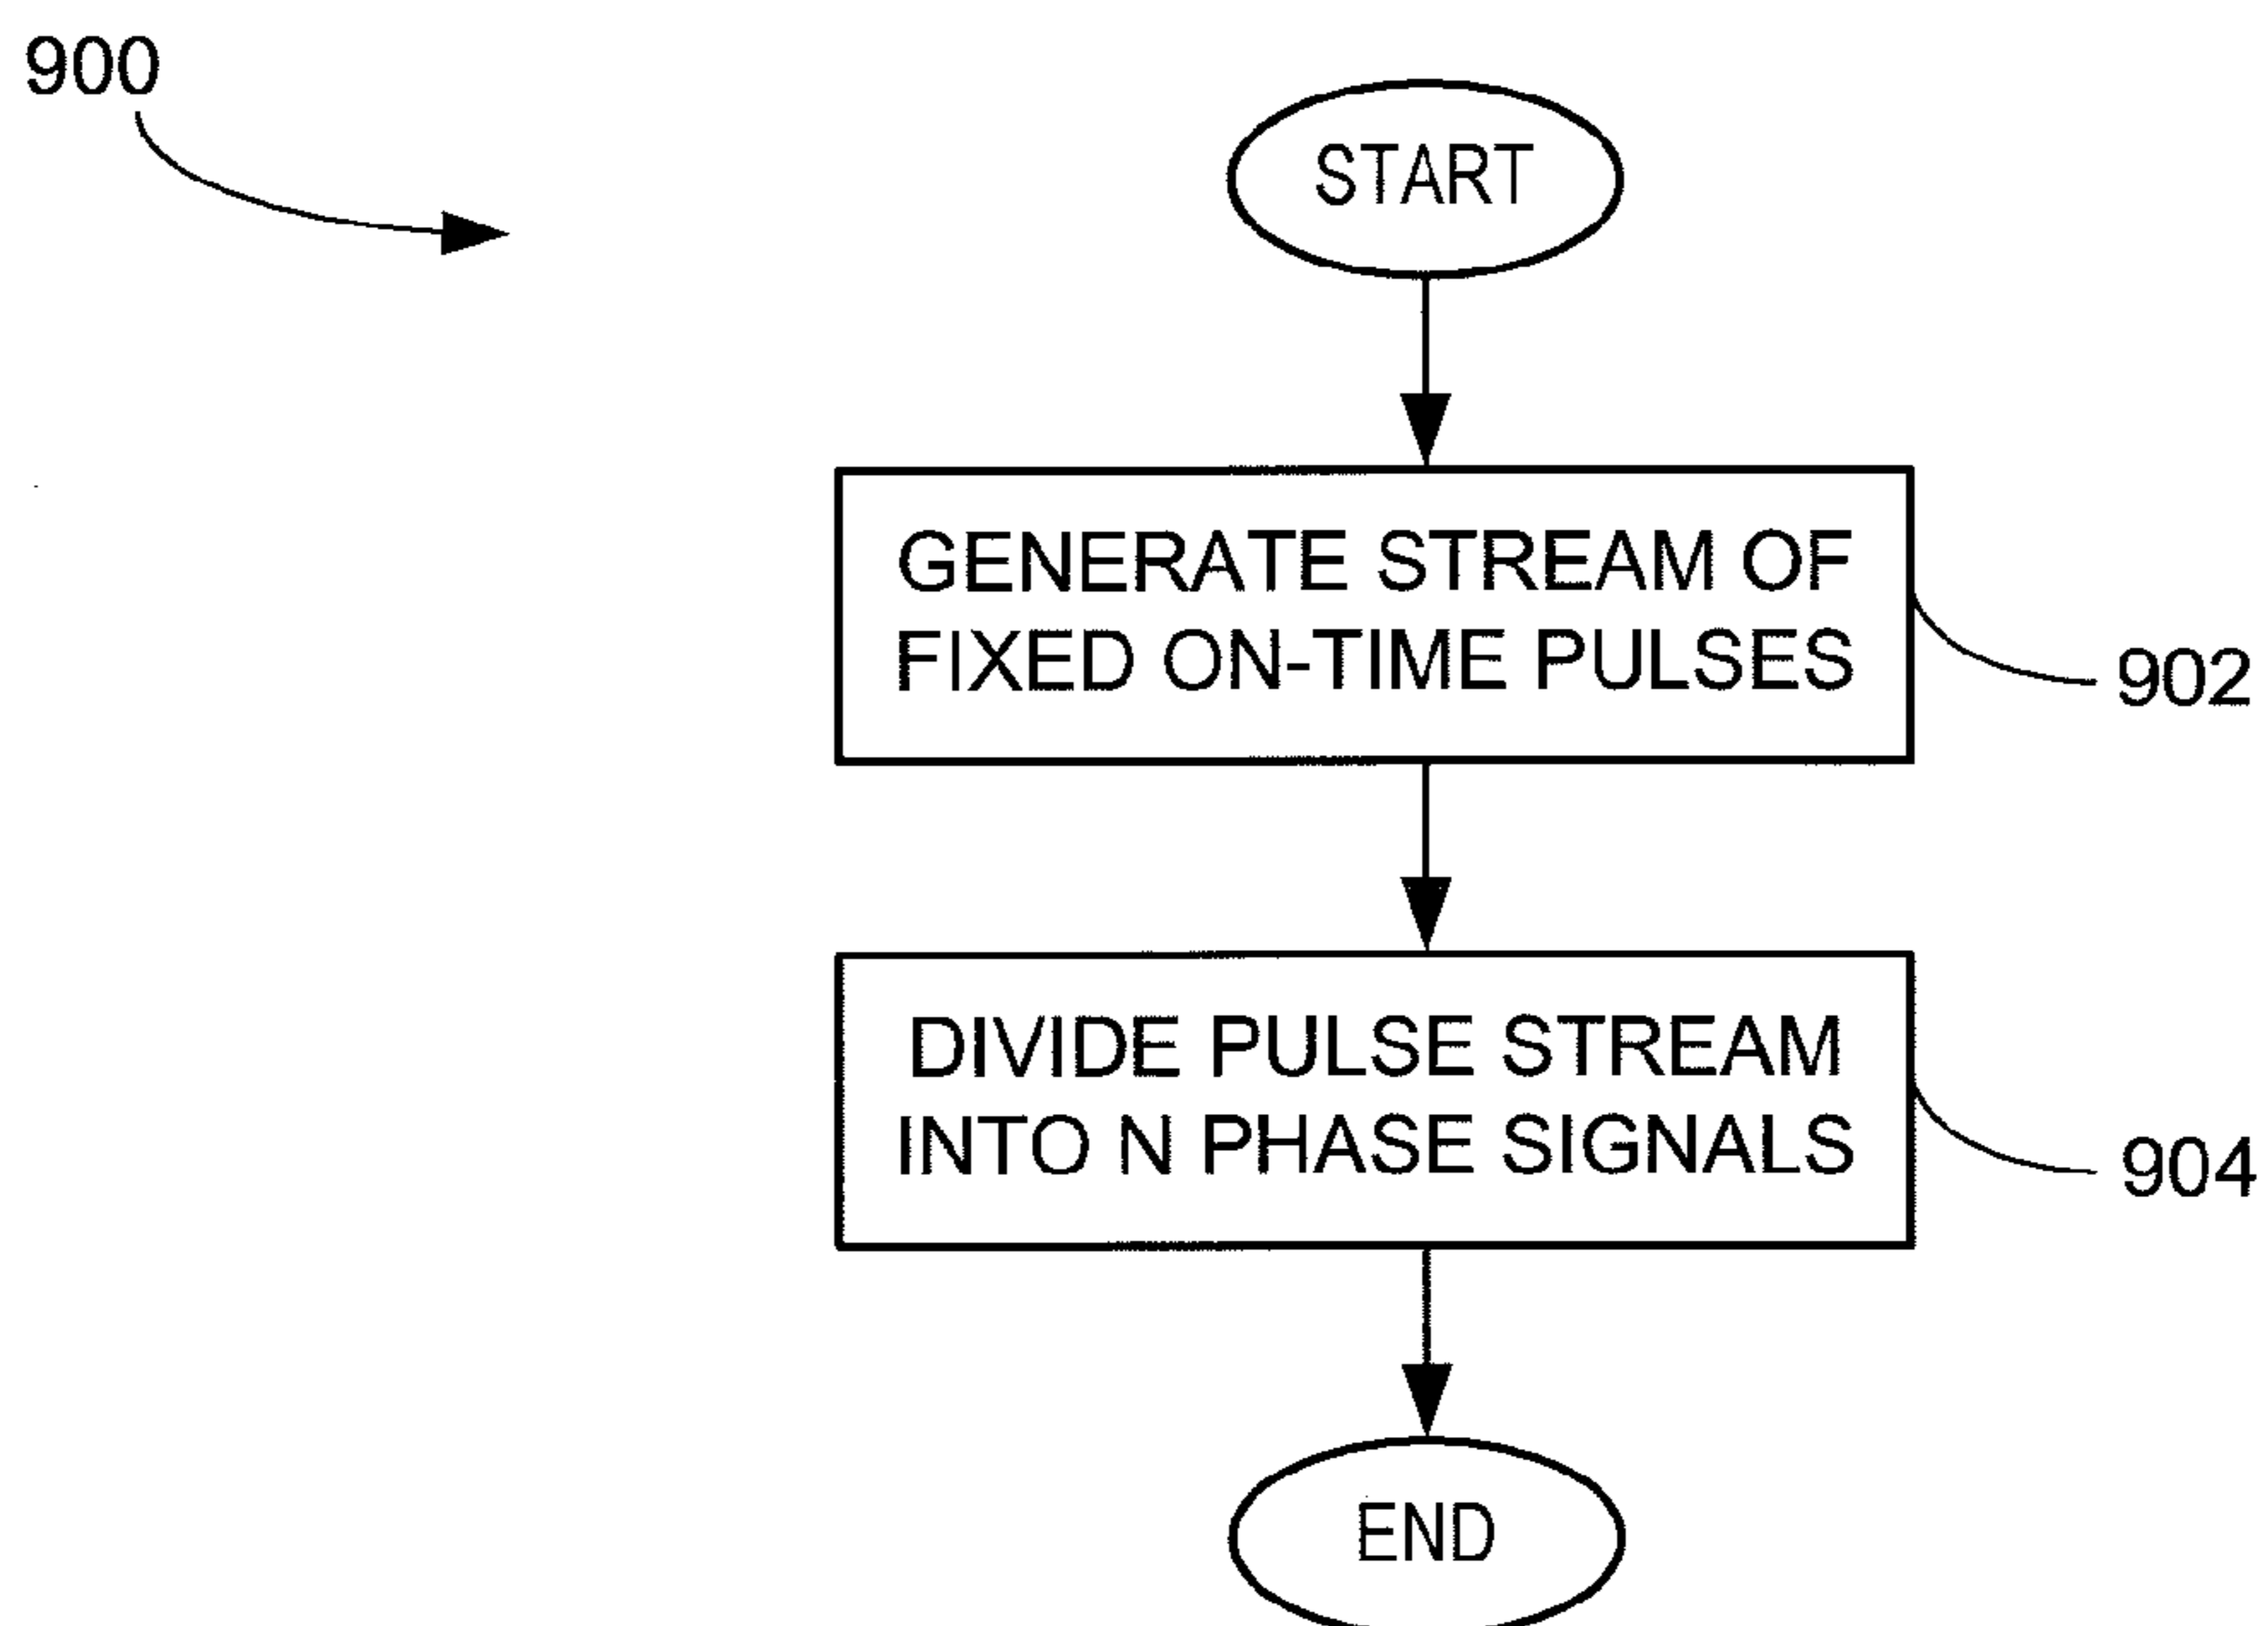 900
START
GENERATE STREAM OF
FIXED ON-TIME PULSES
902
DIVIDE PULSE STREAM
INTO N PHASE SIGNALS
904
END